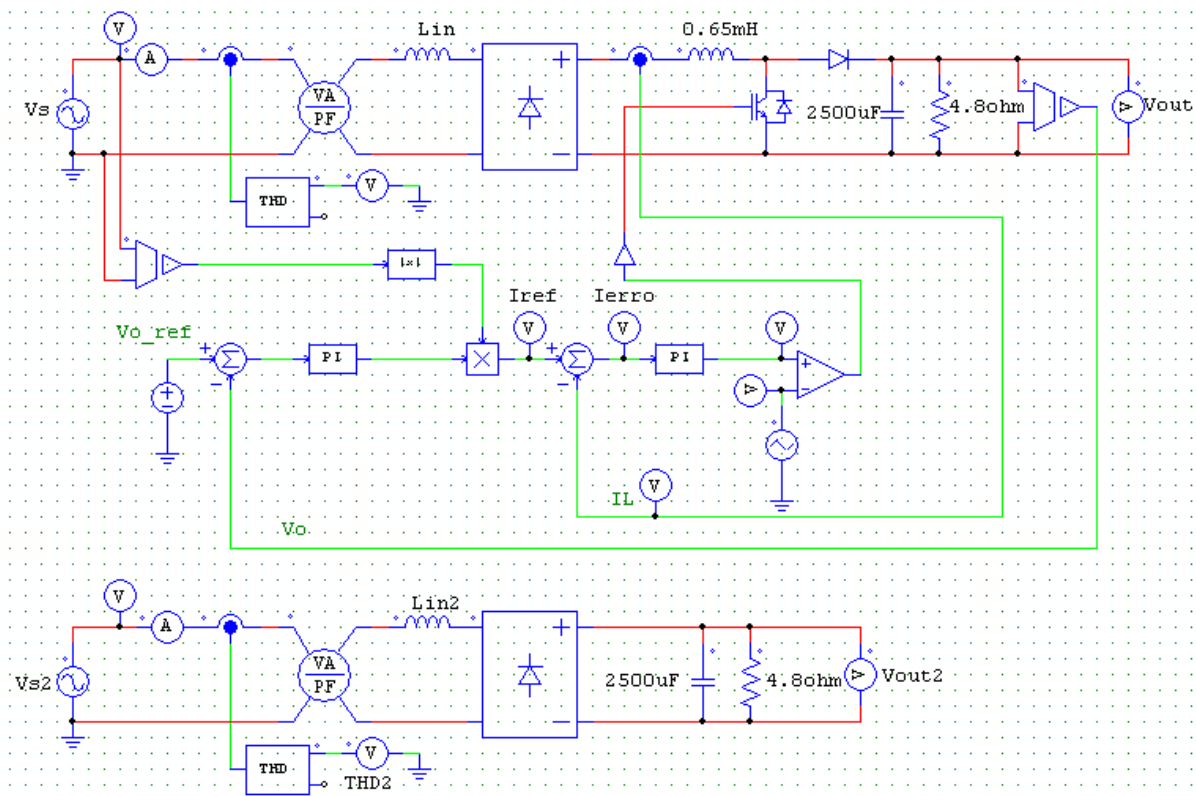 V
Lin
0.65mH
A
VA
PF
Vs
2500uF
4.8ohm
V
Vout
THD
V
|x|
Iref
Ierro
Vo_ref
V
V
V
PI
PI
V
V
IL
Vo
V
Lin2
A
VA
PF
Vs2
2500uF
4.8ohm
V
Vout2
THD
V
THD2